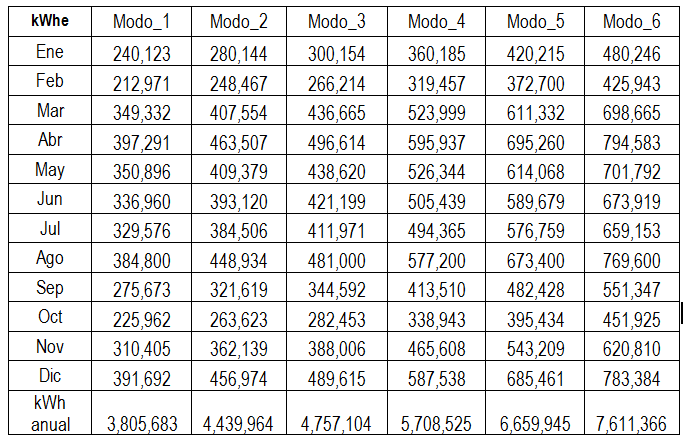 kWhe Modo_1 Modo_2 Modo_3 Modo_4 Modo_5 Modo_6
Ene 240,123 280,144 300,154 360,185 420,215 480,246
Feb 212,971 248,467 266,214 319,457 372,700 425,943
Mar 349,332 407,554 436,665 523,999 611,332 698,665
Abr 397,291 463,507 496,614 595,937 695,260 794,583
May 350,896 409,379 438,620 526,344 614,068 701,792
Jun 336,960 393,120 421,199 505,439 589,679 673,919
Jul 329,576 384,506 411,971 494,365 576,759 659,153
Ago 384,800 448,934 481,000 577,200 673,400 769,600
Sep 275,673 321,619 344,592 413,510 482,428 551,347
Oct 225,962 263,623 282,453 338,943 395,434 451,925
Nov 310,405 362,139 388,006 465,608 543,209 620,810
Dic 391,692 456,974 489,615 587,538 685,461 783,384
kWh
anual 3,805,683 4,439,964 4,757,104 5,708,525 6,659,945 7,611,366